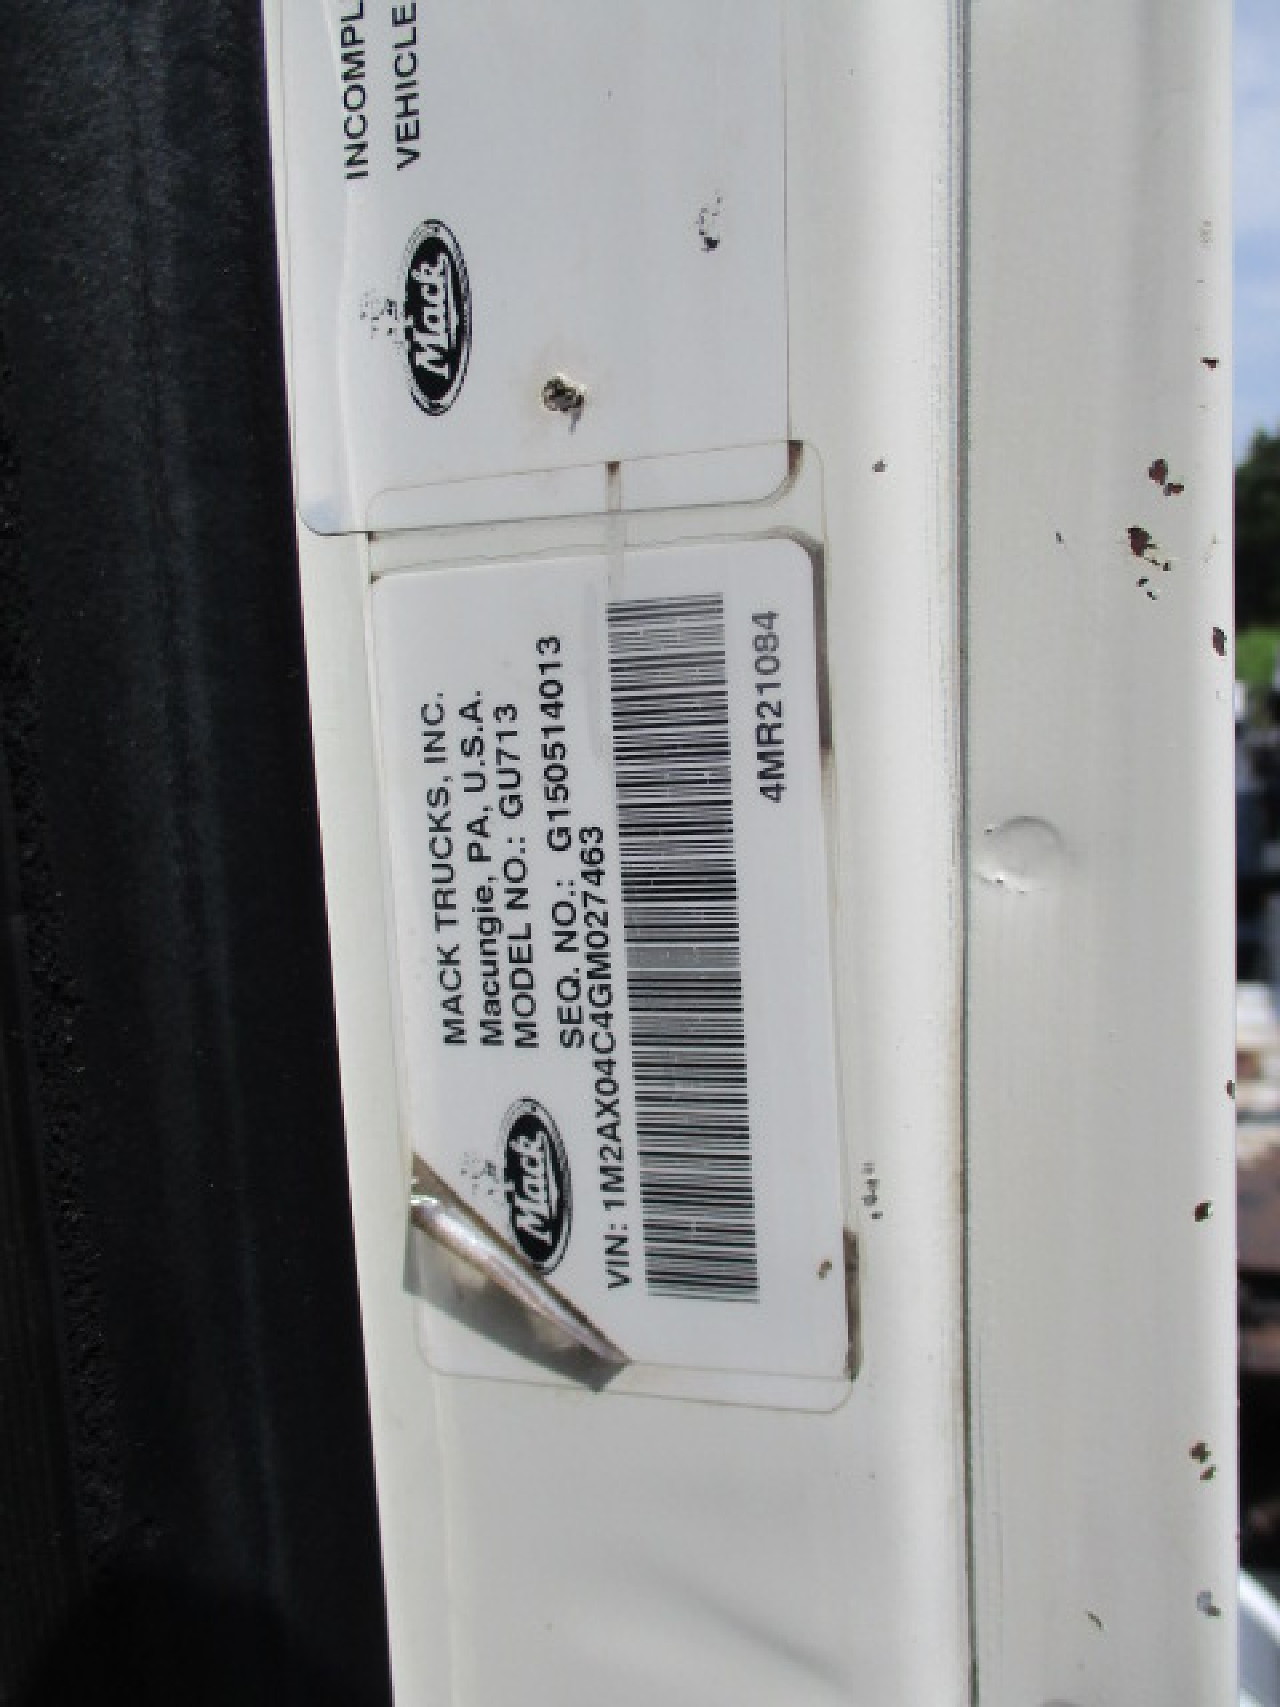 INCOMPL
VEHICLE
Mack
MACK TRUCKS, INC.
Macungie, PA, U.S.A.
MODEL NO.: GU713
SEQ. NO.: G150514013
Mack
VIN: 1M2AX04C4GM027463
4MR21084